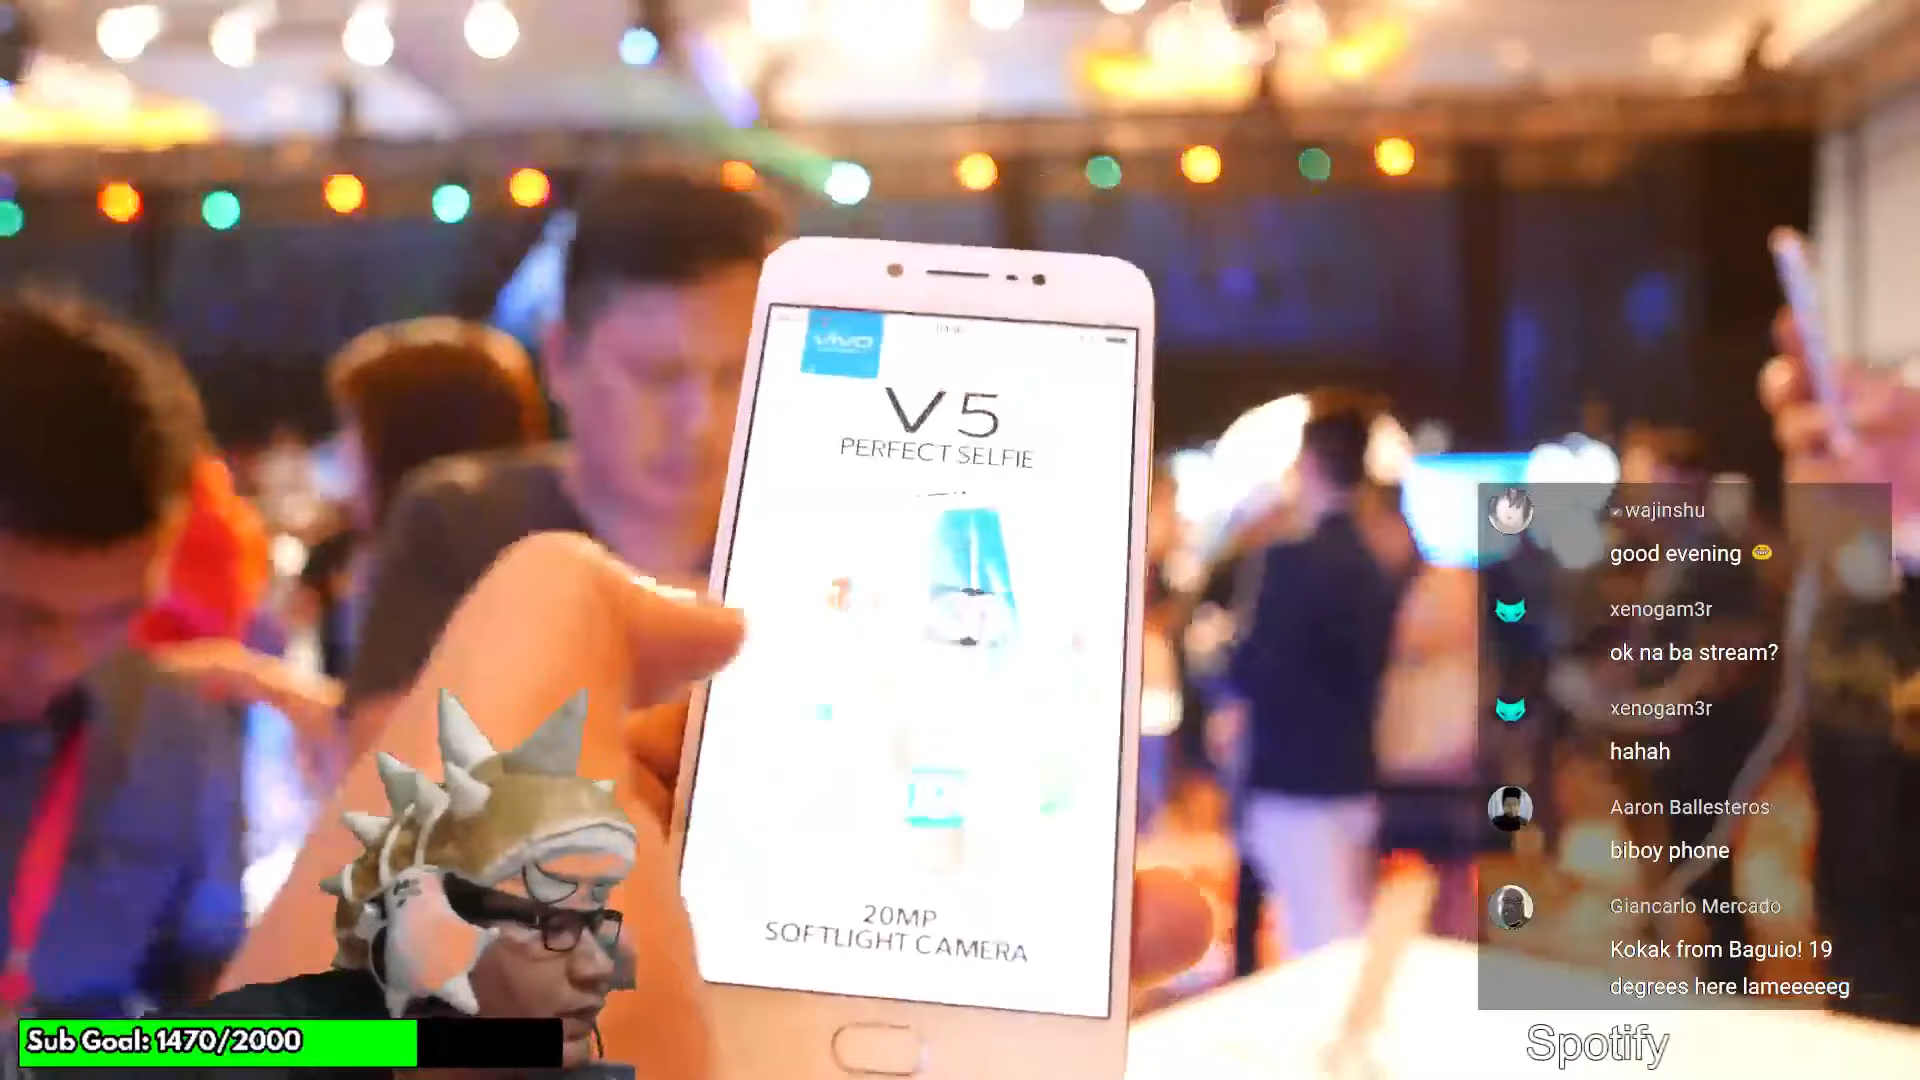 vivo
V5
PERFECT SELFIE
20MP
SOFTLIGHT CAMERA
wajinshu
good evening
xenogam3r
ok na ba stream?
xenogam3r
hahah
Aaron Ballesteros
biboy phone
Giancarlo Mercado
Kokak from Baguio! 19
degrees here lameeeeeg
Sub Goal: 1470/2000
Spotify